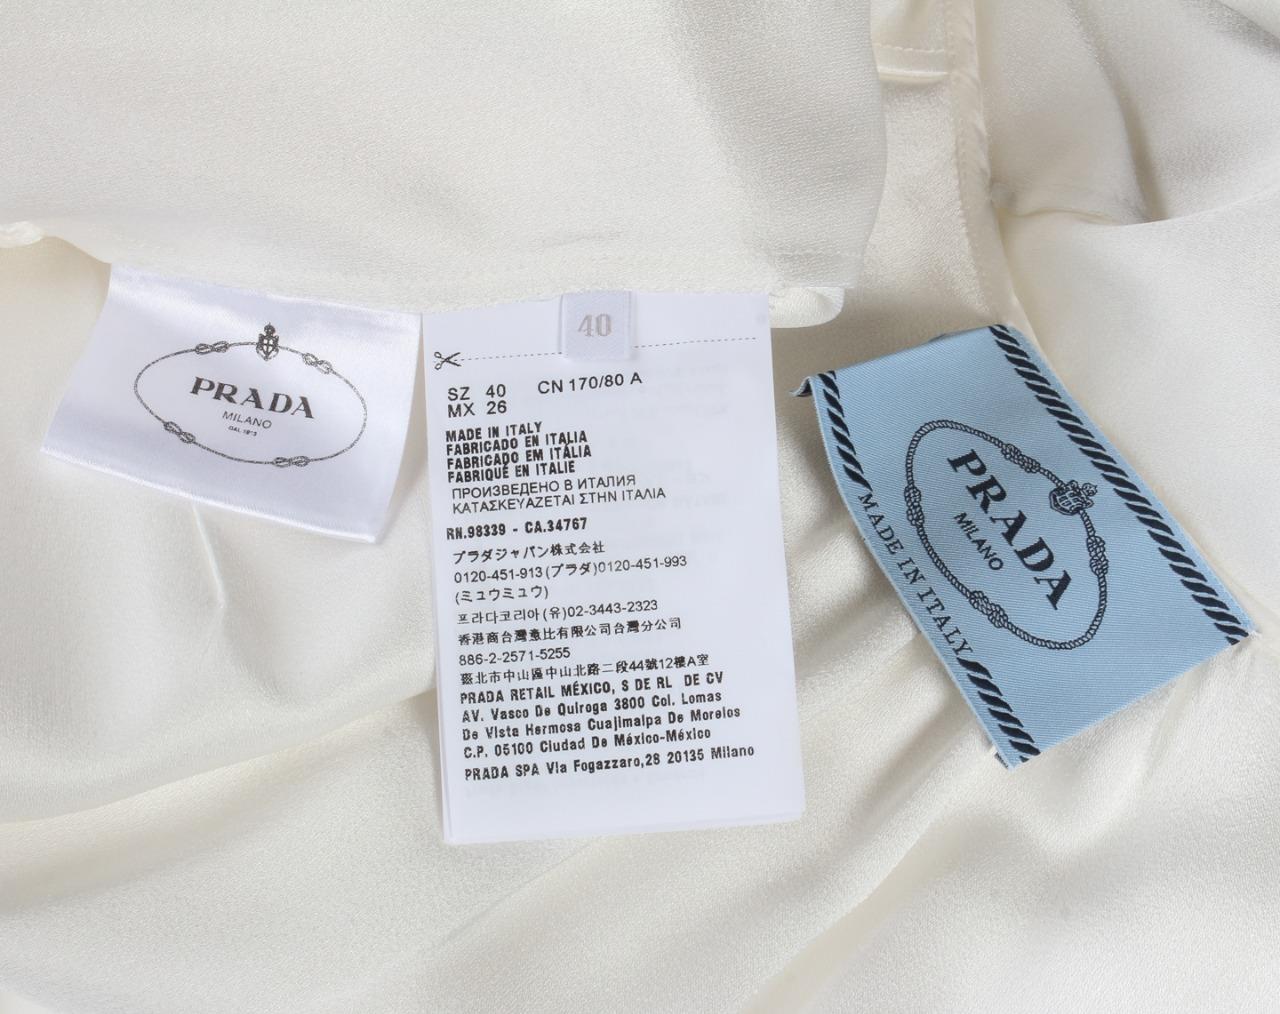 PRADA
MILANO
DAL 1913
40
SZ 40 CN 170/80 A
MX 26
MADE IN ITALY
FABRICADO EN ITALIA
FABRICADO EM ITÁLIA
FABRIQUÉ EN ITALIE
ПРОИЗВЕДЕНО В ИТАЛИЯ
ΚΑΤΑΣΚΕΥΑΖΕΤΑΙ ΣΤΗΝ ΙΤΑΛΙΑ
RN.98339 - CA.34767
プラダジャパン株式会社
0120-451-913(プラダ)0120-451-993
(ミュウミュウ)
프라다코리아(유)02-3443-2323
香港商台灣意比有限公司台灣分公司
886-2-2571-5255
臺北市中山區中山北路二段44號12樓A室
PRADA RETAIL MÉXICO, S DE RL DE CV
AV. Vasco De Quiroga 3800 Col. Lomas
De Vista Hermosa Cuajimalpa De Morelos
C.P. 05100 Ciudad De México-México
PRADA SPA Via Fogazzaro,28 20135 Milano
PRADA
MILANO
MADE IN ITALY